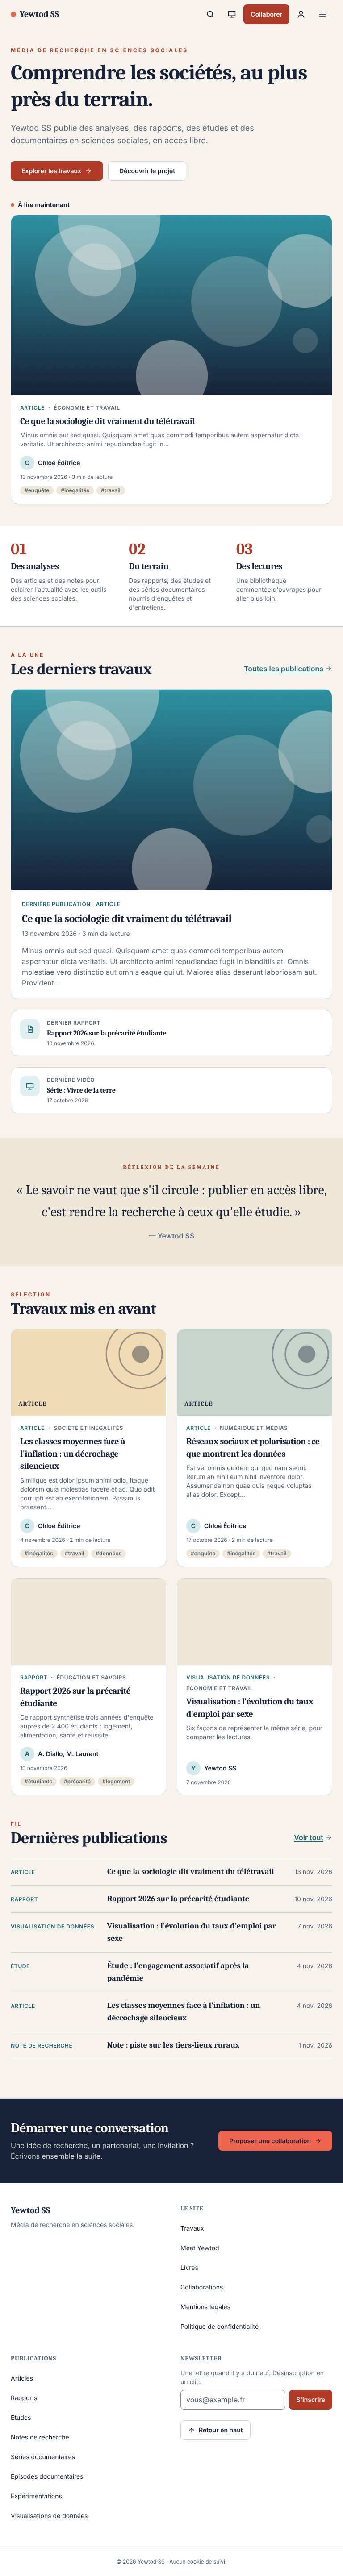 Yewtod SS
Collaborer
MÉDIA DE RECHERCHE EN SCIENCES SOCIALES
Comprendre les sociétés, au plus
près du terrain.
Yewtod SS publie des analyses, des rapports, des études et des
documentaires en sciences sociales, en accès libre.
Explorer les travaux →
Découvrir le projet
À lire maintenant
ARTICLE · ÉCONOMIE ET TRAVAIL
Ce que la sociologie dit vraiment du télétravail
Minus omnis aut sed quasi. Quisquam amet quas commodi temporibus autem aspernatur dicta
veritatis. Ut architecto animi repudiandae fugit in…
C Chloé Éditrice
13 novembre 2026 · 3 min de lecture
#enquête #inégalités #travail
01
Des analyses
Des articles et des notes pour
éclairer l'actualité avec les outils
des sciences sociales.
02
Du terrain
Des rapports, des études et
des séries documentaires
nourris d'enquêtes et
d'entretiens.
03
Des lectures
Une bibliothèque
commentée d'ouvrages pour
aller plus loin.
À LA UNE
Les derniers travaux
Toutes les publications →
DERNIÈRE PUBLICATION · ARTICLE
Ce que la sociologie dit vraiment du télétravail
13 novembre 2026 · 3 min de lecture
Minus omnis aut sed quasi. Quisquam amet quas commodi temporibus autem
aspernatur dicta veritatis. Ut architecto animi repudiandae fugit in laboriosam. Omnis
molestiae vero distinctio aut omnis eaque qui ut. Maiores alias deserunt laboriosam aut.
Provident…
DERNIER RAPPORT
Rapport 2026 sur la précarité étudiante
10 novembre 2026
DERNIÈRE VIDÉO
Série : Vivre de la terre
17 octobre 2026
RÉFLEXION DE LA SEMAINE
« Le savoir ne vaut que s'il circule : publier en accès libre,
c'est rendre la recherche à ceux qu'elle étudie. »
— Yewtod SS
SÉLECTION
Travaux mis en avant
ARTICLE
ARTICLE · SOCIÉTÉ ET INÉGALITÉS
Les classes moyennes face à
l'inflation : un décrochage
silencieux
Similique est dolor ipsum animi odio. Itaque
dolorem quia molestiae facere et ad. Quo odit
corrupti est ab exercitationem. Possimus
praesent…
C Chloé Éditrice
4 novembre 2026 · 2 min de lecture
#inégalités #travail #données
ARTICLE
ARTICLE · NUMÉRIQUE ET MÉDIAS
Réseaux sociaux et polarisation : ce
que montrent les données
Est vel omnis quidem qui quo nam sequi.
Rerum ab nihil eum nihil inventore dolor.
Assumenda non quae quis neque voluptas
alias dolor. Except…
C Chloé Éditrice
17 octobre 2026 · 2 min de lecture
#enquête #inégalités #travail
RAPPORT · ÉDUCATION ET SAVOIRS
Rapport 2026 sur la précarité
étudiante
Ce rapport synthétise trois années d'enquête
auprès de 2 400 étudiants : logement,
alimentation, santé et réussite.
A A. Diallo, M. Laurent
10 novembre 2026
#étudiants #précarité #logement
VISUALISATION DE DONNÉES ·
ÉCONOMIE ET TRAVAIL
Visualisation : l'évolution du taux
d'emploi par sexe
Six façons de représenter la même série, pour
comparer les lectures.
Y Yewtod SS
7 novembre 2026
FIL
Dernières publications
Voir tout →
ARTICLE Ce que la sociologie dit vraiment du télétravail 13 nov. 2026
RAPPORT Rapport 2026 sur la précarité étudiante 10 nov. 2026
VISUALISATION DE DONNÉES Visualisation : l'évolution du taux d'emploi par 7 nov. 2026
sexe
ÉTUDE Étude : l'engagement associatif après la 4 nov. 2026
pandémie
ARTICLE Les classes moyennes face à l'inflation : un 4 nov. 2026
décrochage silencieux
NOTE DE RECHERCHE Note : piste sur les tiers-lieux ruraux 1 nov. 2026
Démarrer une conversation
Une idée de recherche, un partenariat, une invitation ?
Écrivons ensemble la suite.
Proposer une collaboration →
Yewtod SS
Média de recherche en sciences sociales.
LE SITE
Travaux
Meet Yewtod
Livres
Collaborations
Mentions légales
Politique de confidentialité
PUBLICATIONS
Articles
Rapports
Études
Notes de recherche
Séries documentaires
Épisodes documentaires
Expérimentations
Visualisations de données
NEWSLETTER
Une lettre quand il y a du neuf. Désinscription en
un clic.
vous@exemple.fr
S'inscrire
↑ Retour en haut
© 2026 Yewtod SS · Aucun cookie de suivi.